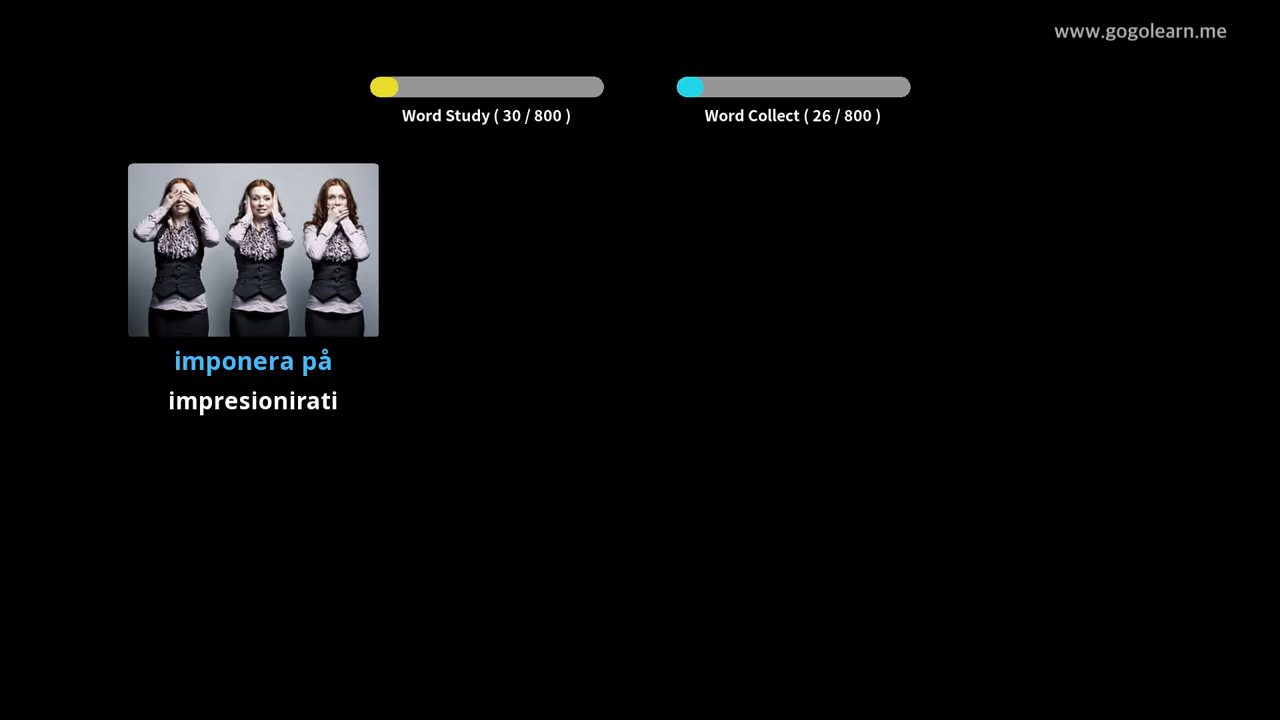 www.gogolearn.me
Word Study ( 30 / 800 )
Word Collect ( 26 / 800 )
imponera på
impresionirati